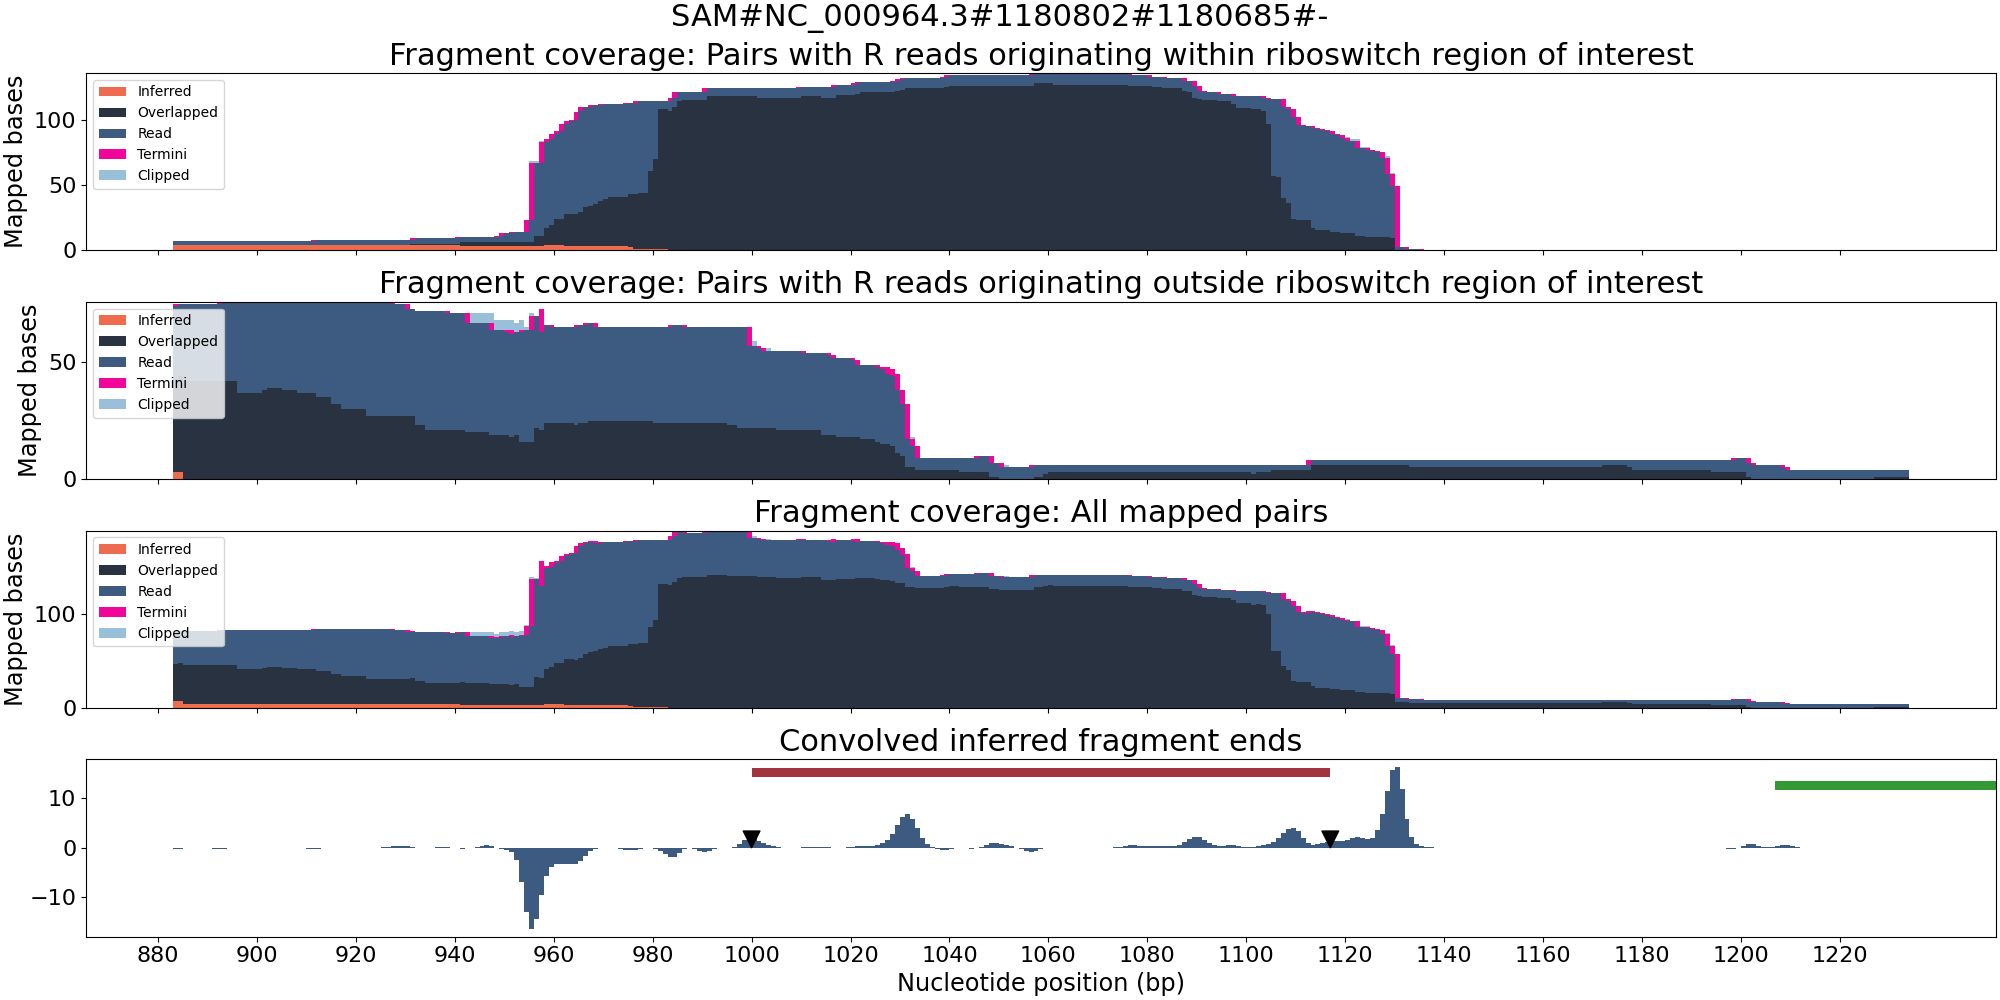 SAM#NC_000964.3#1180802#1180685#-
Fragment coverage: Pairs with R reads originating within riboswitch region of interest
Mapped bases
100
50
0
Inferred
Overlapped
Read
Termini
Clipped
Fragment coverage: Pairs with R reads originating outside riboswitch region of interest
Mapped bases
50
0
Inferred
Overlapped
Read
Termini
Clipped
Fragment coverage: All mapped pairs
Mapped bases
100
0
Inferred
Overlapped
Read
Termini
Clipped
Convolved inferred fragment ends
10
0
−10
880 900 920 940 960 980 1000 1020 1040 1060 1080 1100 1120 1140 1160 1180 1200 1220
Nucleotide position (bp)